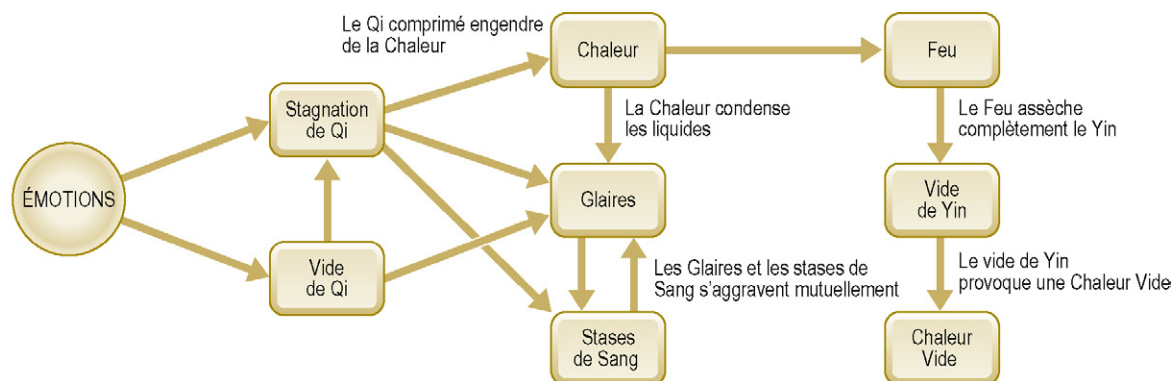 Le Qi comprimé engendre
de la Chaleur
Chaleur
Feu
Stagnation
de Qi
La Chaleur condense
les liquides
Le Feu assèche
complètement le Yin
ÉMOTIONS
Glaires
Vide
de Yin
Vide
de Qi
Les Glaires et les stases de
Sang s’aggravent mutuellement
Le vide de Yin
provoque une Chaleur Vide
Stases
de Sang
Chaleur
Vide